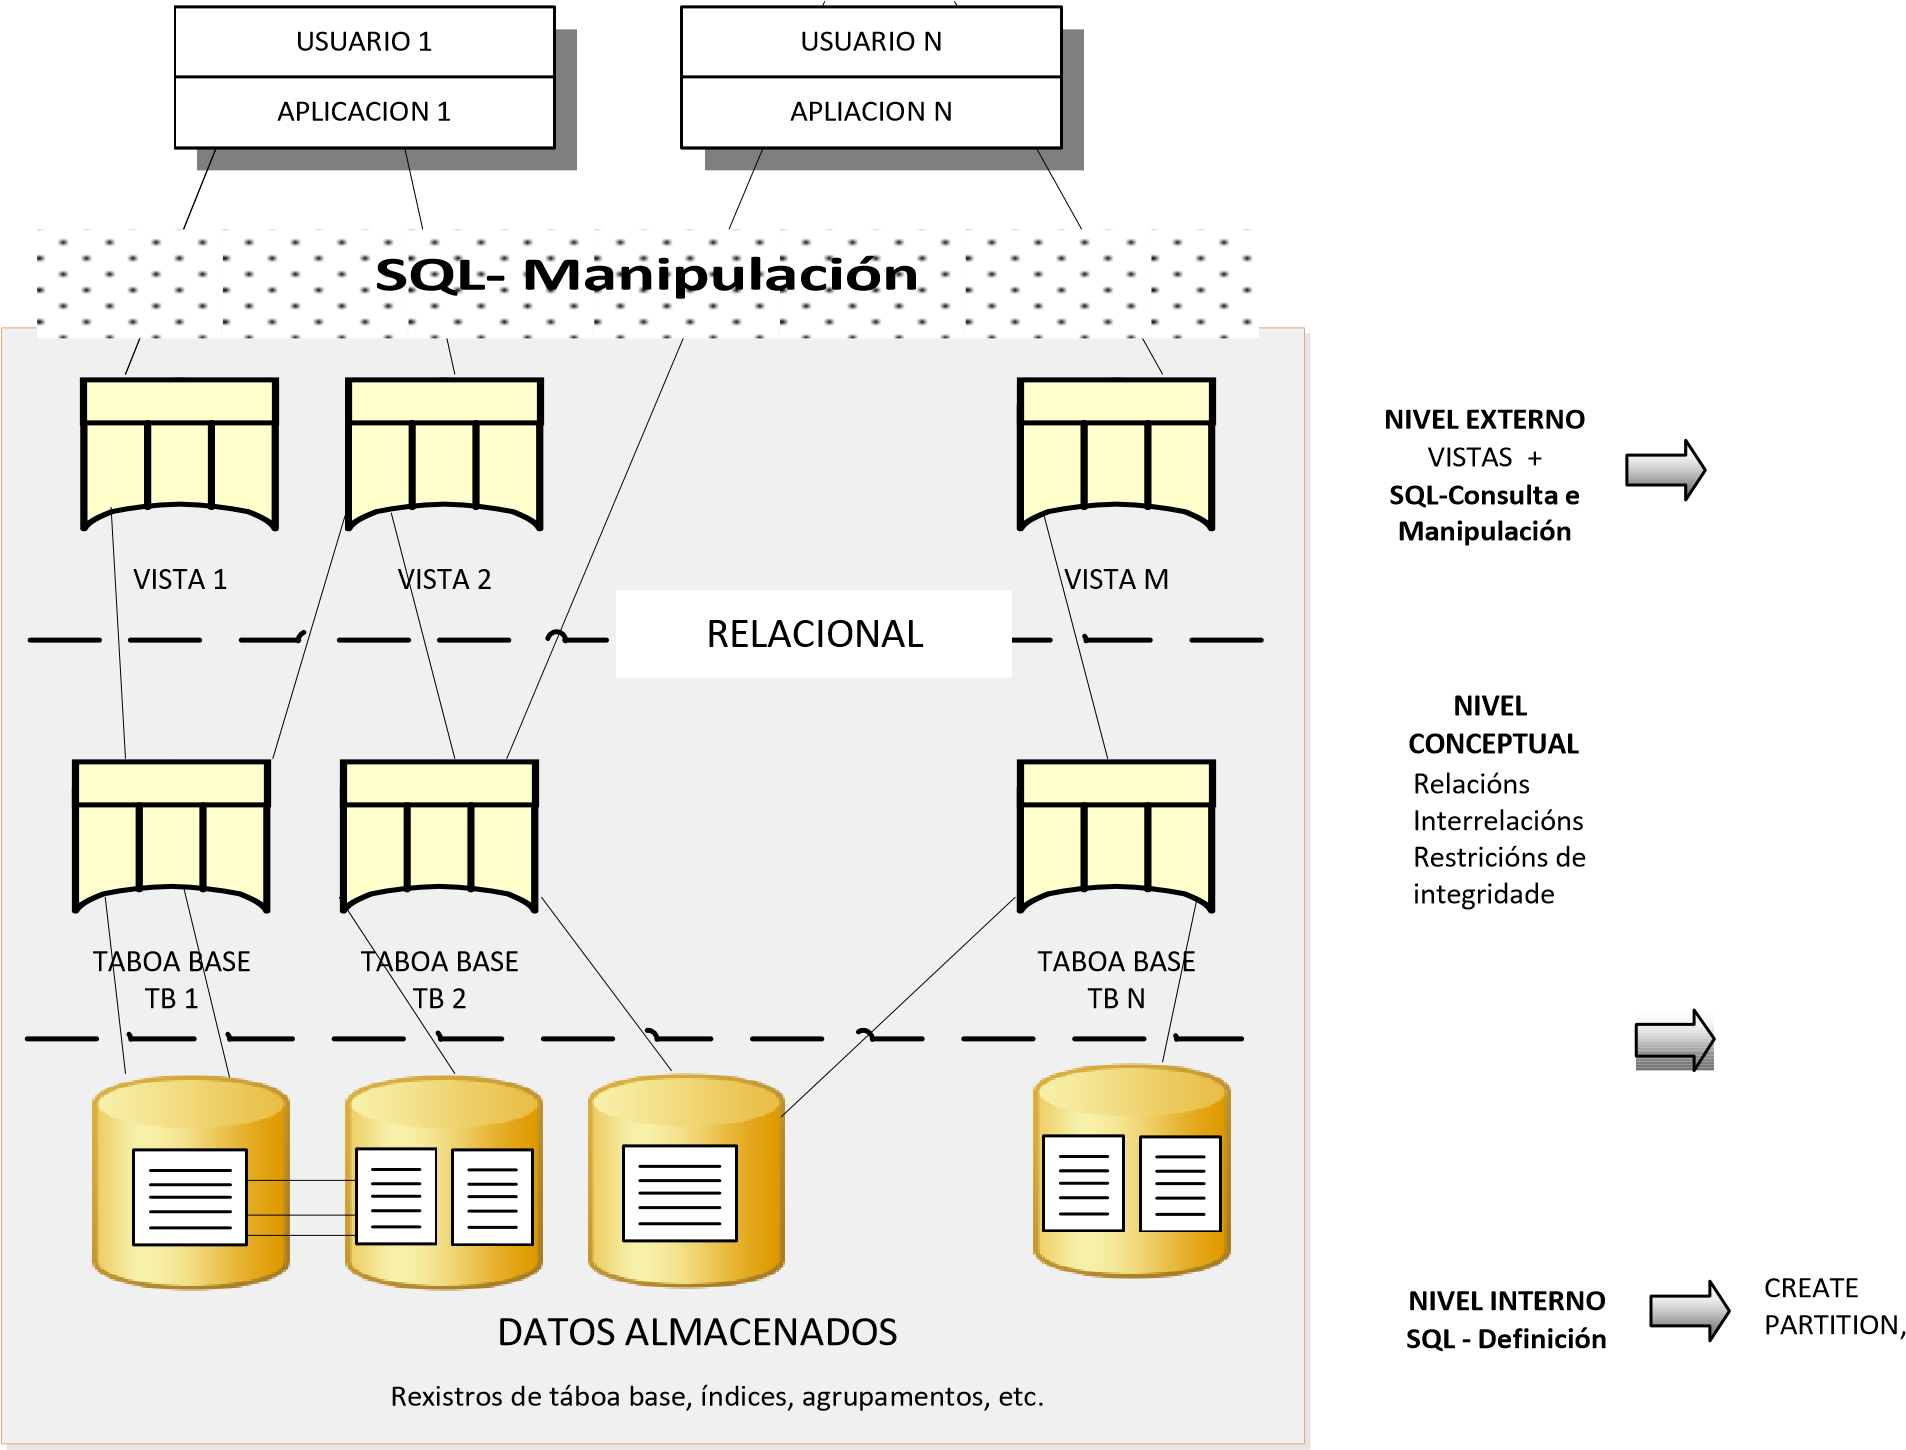 USUARIO 1
APLICACION 1
USUARIO N
APLIACION N
SQL- Manipulación
VISTA 1
VISTA 2
VISTA M
RELACIONAL
NIVEL EXTERNO
VISTAS +
SQL-Consulta e
Manipulación
NIVEL
CONCEPTUAL
Relacións
Interrelacións
Restricións de
integridade
TABOA BASE
TB 1
TABOA BASE
TB 2
TABOA BASE
TB N
DATOS ALMACENADOS
Rexistros de táboa base, índices, agrupamentos, etc.
NIVEL INTERNO
SQL - Definición
CREATE
PARTITION,